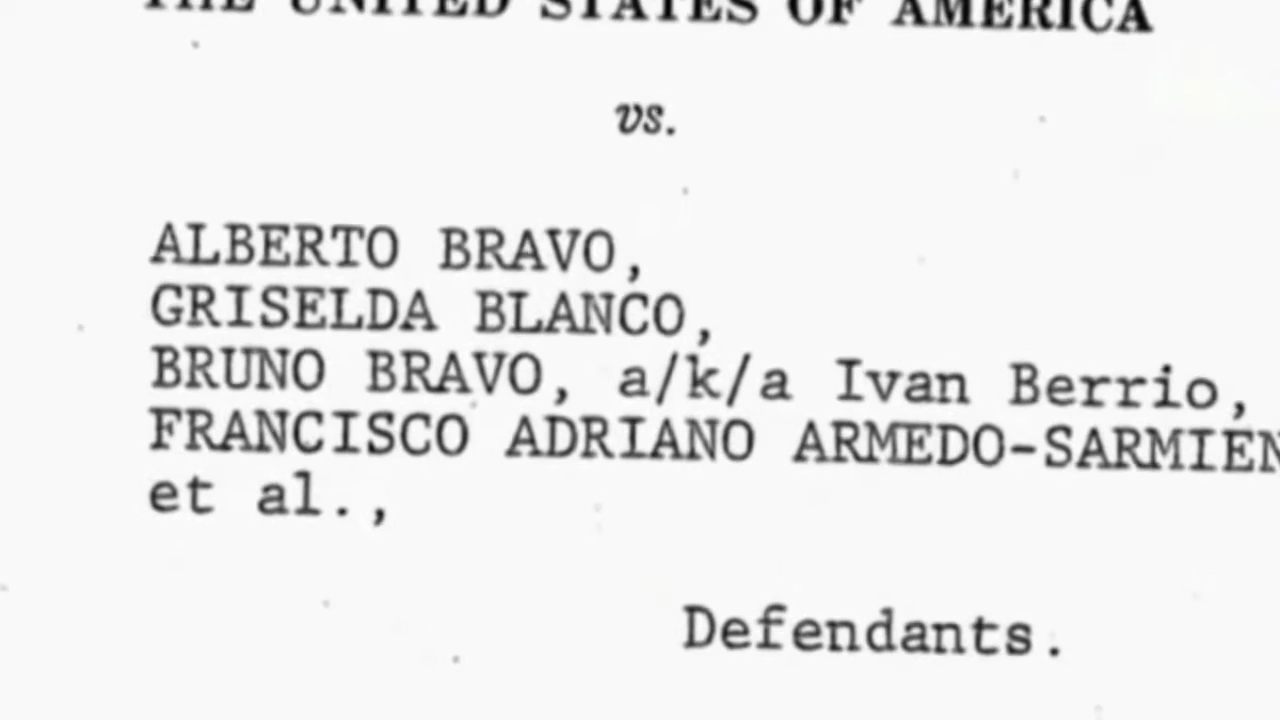 THE UNITED STATES OF AMERICA
vs.
ALBERTO BRAVO,
GRISELDA BLANCO,
BRUNO BRAVO, a/k/a Ivan Berrio,
FRANCISCO ADRIANO ARMEDO-SARMIEN
et al.,
Defendants.